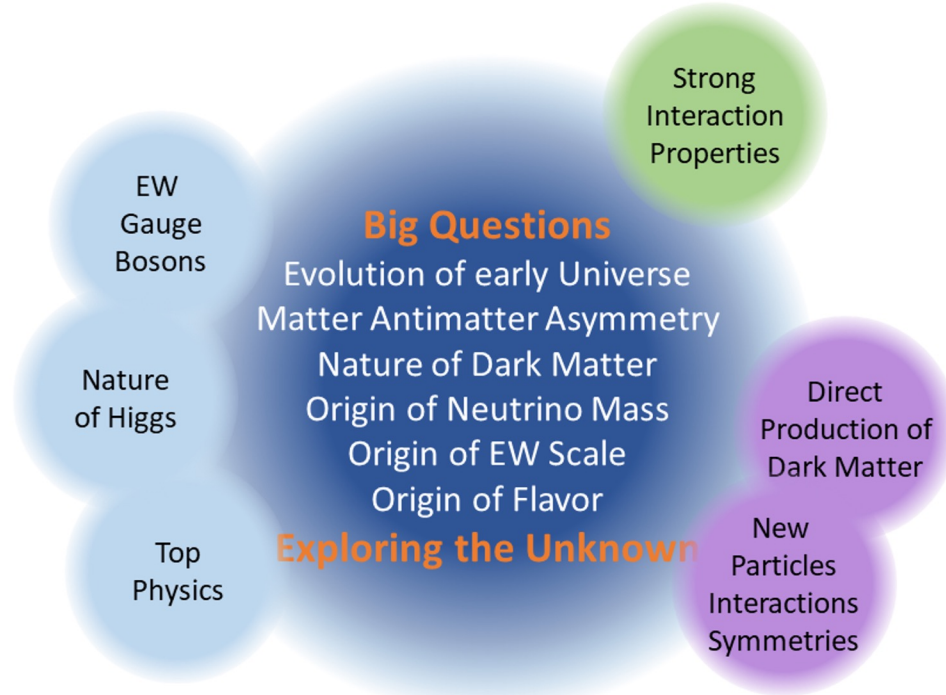 Strong
Interaction
Properties
EW
Gauge
Bosons
Big Questions
Evolution of early Universe
Matter Antimatter Asymmetry
Nature of Dark Matter
Origin of Neutrino Mass
Origin of EW Scale
Origin of Flavor
Exploring the Unknown
Nature
of Higgs
Top
Physics
Direct
Production of
Dark Matter
New
Particles
Interactions
Symmetries